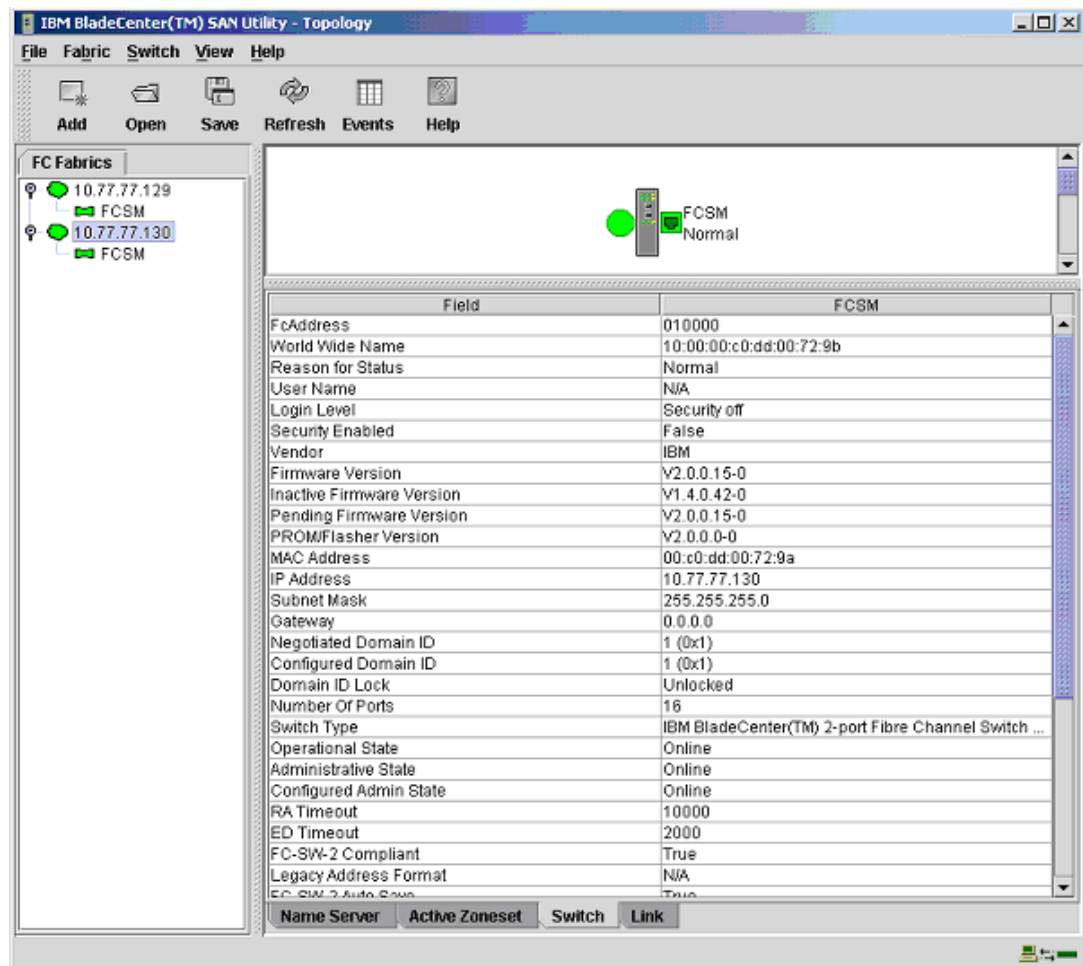 IBM BladeCenter(TM) SAN Utility - Topology
File Fabric Switch View Help
Add Open Save Refresh Events Help
FC Fabrics
10.77.77.129
FCSM
10.77.77.130
FCSM
FCSM
Normal
Field FCSM
FcAddress 010000
World Wide Name 10:00:00:c0:dd:00:72:9b
Reason for Status Normal
User Name N/A
Login Level Security off
Security Enabled False
Vendor IBM
Firmware Version V2.0.0.15-0
Inactive Firmware Version V1.4.0.42-0
Pending Firmware Version V2.0.0.15-0
PROM/Flasher Version V2.0.0.0-0
MAC Address 00:c0:dd:00:72:9a
IP Address 10.77.77.130
Subnet Mask 255.255.255.0
Gateway 0.0.0.0
Negotiated Domain ID 1 (0x1)
Configured Domain ID 1 (0x1)
Domain ID Lock Unlocked
Number Of Ports 16
Switch Type IBM BladeCenter(TM) 2-port Fibre Channel Switch ...
Operational State Online
Administrative State Online
Configured Admin State Online
RA Timeout 10000
ED Timeout 2000
FC-SW-2 Compliant True
Legacy Address Format N/A
FC-SW-2 Auto Save True
Name Server Active Zoneset Switch Link